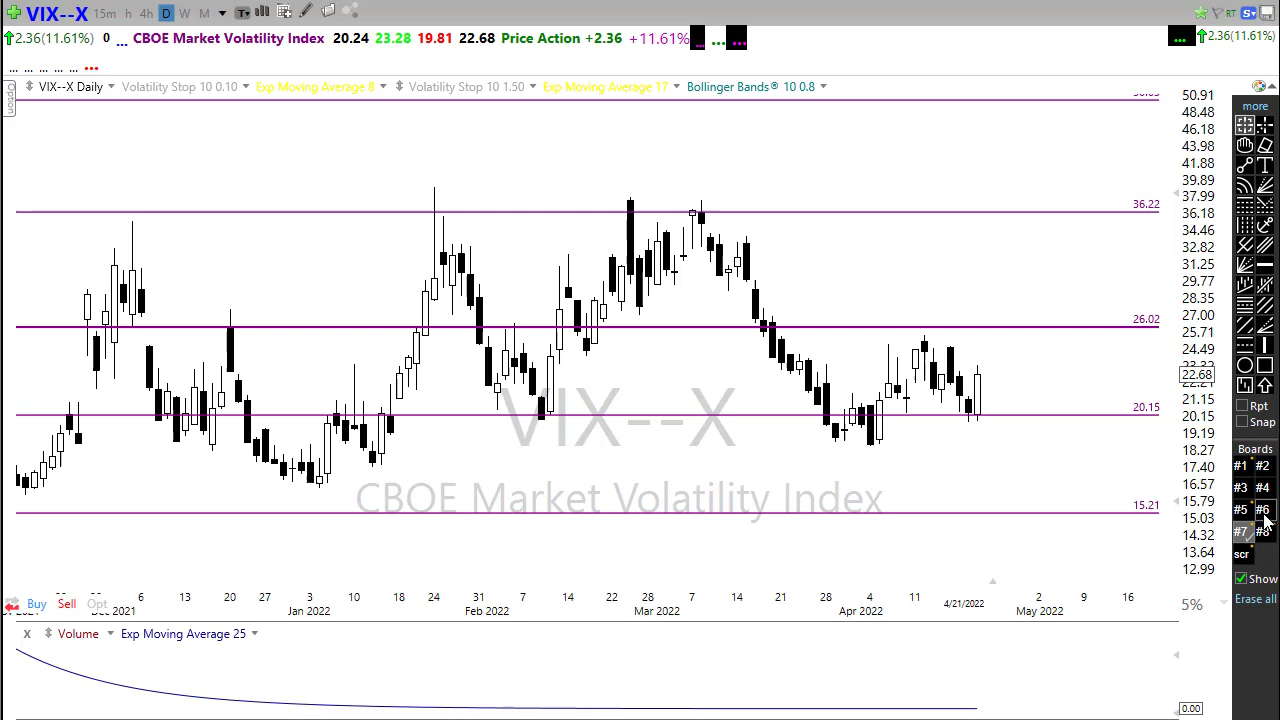 VIX--X 15m h 4h D W M T RT S
2.36(11.61%) 0 ... CBOE Market Volatility Index 20.24 23.28 19.81 22.68 Price Action +2.36 +11.61% ... ... ... ... 2.36(11.61%)
... ... ... ... ... ...
Option VIX--X Daily Volatility Stop 10 0.10 Exp Moving Average 8 Volatility Stop 10 1.50 Exp Moving Average 17 Bollinger Bands® 10 0.8
50.91
48.48
46.18
43.98
41.88
39.89
37.99
36.22 36.18
34.46
32.82
31.25
29.77
28.35
26.02 27.00
25.71
24.49
22.68
21.15
20.15 20.15
19.19
18.27
17.40
16.57
15.79
15.21 15.03
14.32
13.64
12.99
VIX--X
CBOE Market Volatility Index
more
Rpt
Snap
Boards
#1 #2
#3 #4
#5 #6
#7 #8
scr
Show
Erase all
6 13 20 27 3 10 18 24 7 14 22 28 7 14 21 28 4 11 4/21/2022 2 9 16
Dec 2021 Jan 2022 Feb 2022 Mar 2022 Apr 2022 May 2022
Buy Sell Opt 5%
X Volume Exp Moving Average 25
0.00